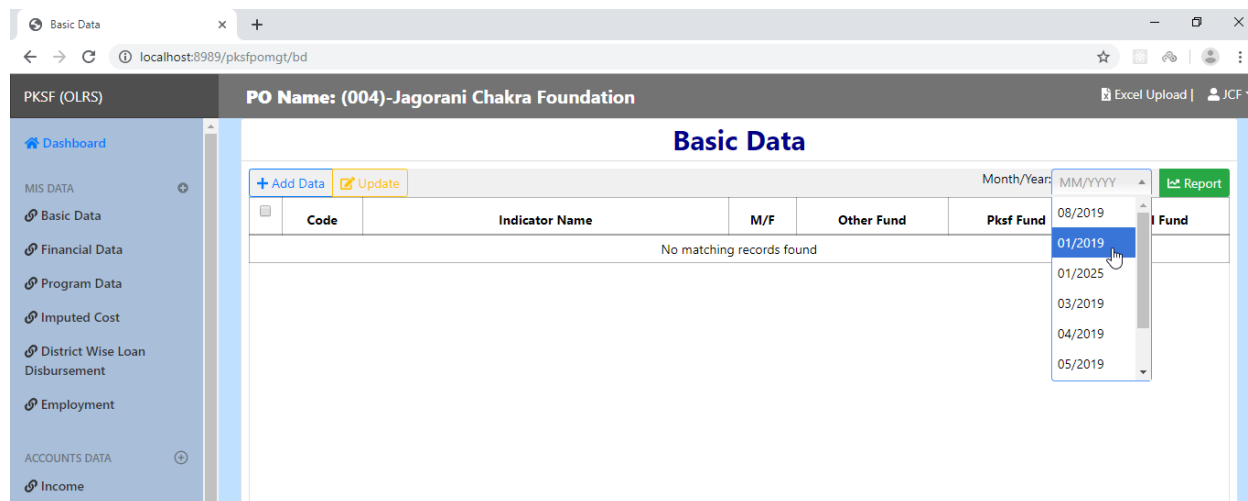 Basic Data
localhost:8989/pksfpomgt/bd
PKSF (OLRS)
PO Name: (004)-Jagorani Chakra Foundation
Excel Upload |
JCF
Dashboard
MIS DATA
Basic Data
Financial Data
Program Data
Imputed Cost
District Wise Loan
Disbursement
Employment
ACCOUNTS DATA
Income
Basic Data
Add Data
Update
Month/Year: MM/YYYY
Report
Code Indicator Name M/F Other Fund Pksf Fund Fund
No matching records found
08/2019
01/2019
01/2025
03/2019
04/2019
05/2019